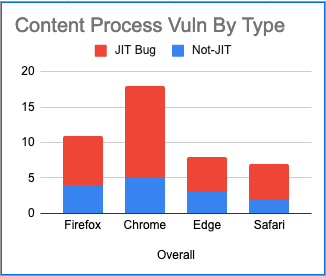 Content Process Vuln By Type
JIT Bug Not-JIT
20
15
10
5
0
Firefox Chrome Edge Safari
Overall